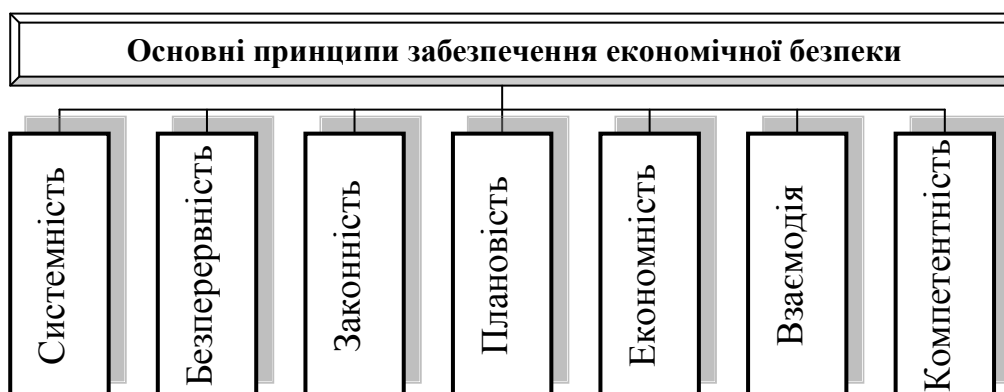 Основні принципи забезпечення економічної безпеки
Системність
Безперервність
Законність
Плановість
Економність
Взаємодія
Компетентність